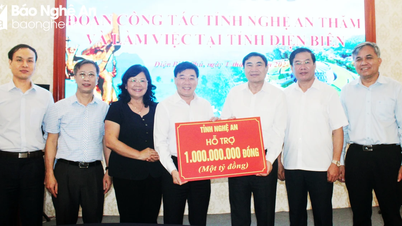 Báo Nghệ An
baonghean.vn
ĐOÀN CÔNG TÁC TỈNH NGHỆ AN THĂM
VÀ LÀM VIỆC TẠI TỈNH ĐIỆN BIÊN
TỈNH NGHỆ AN
HỖ TRỢ
1.000.000.000 ĐỒNG
(Một tỷ đồng)